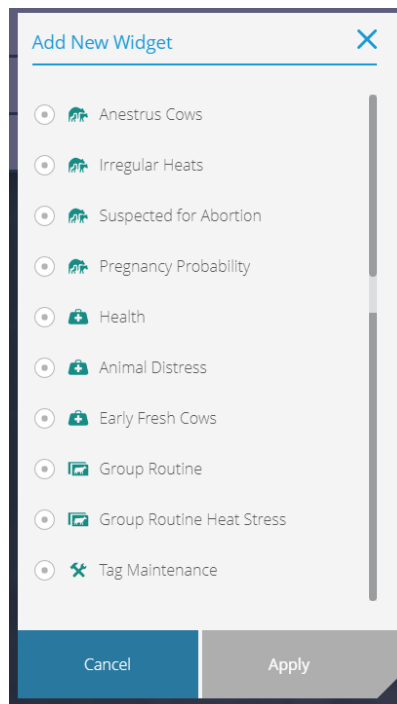 Add New Widget
Anestrus Cows
Irregular Heats
Suspected for Abortion
Pregnancy Probability
Health
Animal Distress
Early Fresh Cows
Group Routine
Group Routine Heat Stress
Tag Maintenance
Cancel
Apply